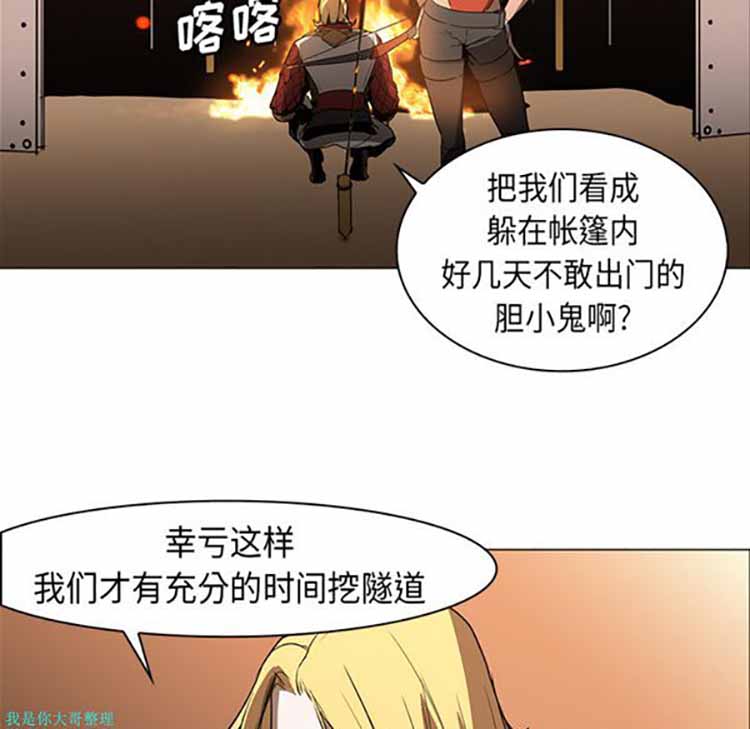 喀喀
把我们看成
躲在帐篷内
好几天不敢出门的
胆小鬼啊?
幸亏这样
我们才有充分的时间挖隧道
我是你大哥整理